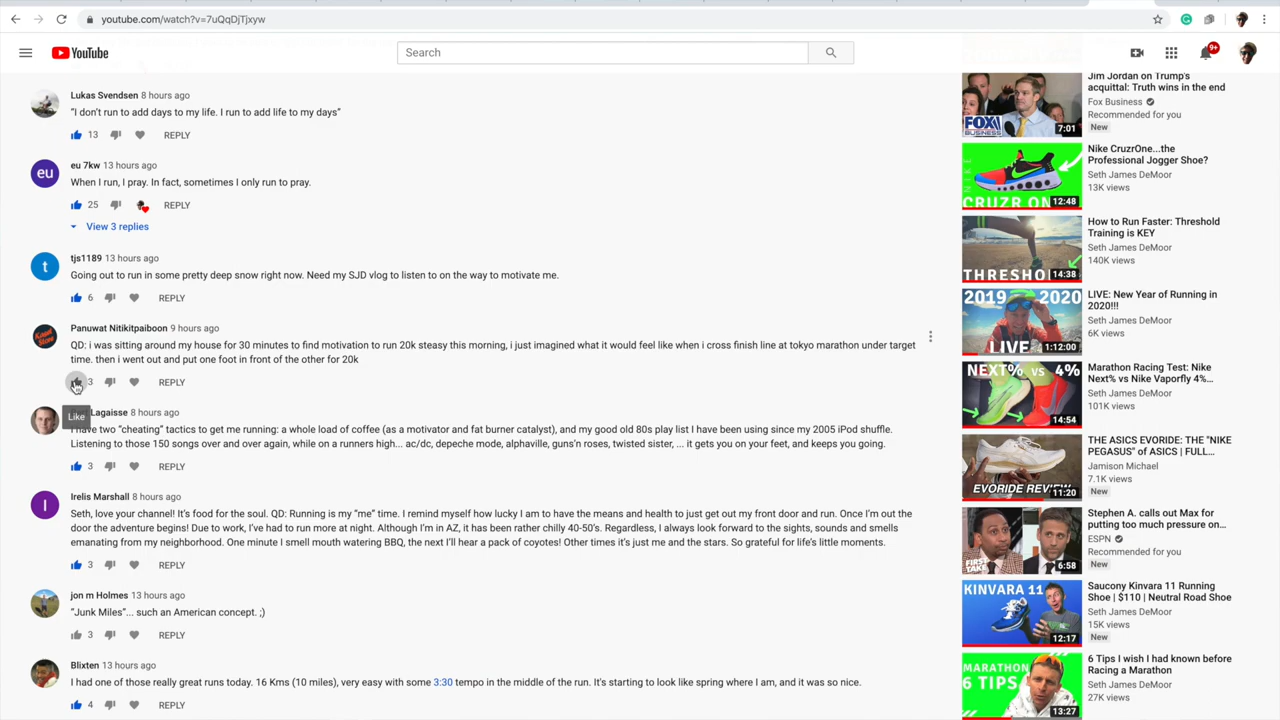 youtube.com/watch?v=7uQqDjTjxyw
YouTube
Search
9+
Lukas Svendsen 8 hours ago
“I don’t run to add days to my life. I run to add life to my days”
13 REPLY
eu
eu 7kw 13 hours ago
When I run, I pray. In fact, sometimes I only run to pray.
25 REPLY
View 3 replies
t
tjs1189 13 hours ago
Going out to run in some pretty deep snow right now. Need my SJD vlog to listen to on the way to motivate me.
6 REPLY
Panuwat Nitikitpaiboon 9 hours ago
QD: i was sitting around my house for 30 minutes to find motivation to run 20k steasy this morning, i just imagined what it would feel like when i cross finish line at tokyo marathon under target
time. then i went out and put one foot in front of the other for 20k
3 REPLY
Like
Lagaisse 8 hours ago
I have two “cheating” tactics to get me running: a whole load of coffee (as a motivator and fat burner catalyst), and my good old 80s play list I have been using since my 2005 iPod shuffle.
Listening to those 150 songs over and over again, while on a runners high... ac/dc, depeche mode, alphaville, guns’n roses, twisted sister, ... it gets you on your feet, and keeps you going.
3 REPLY
I
Irelis Marshall 8 hours ago
Seth, love your channel! It’s food for the soul. QD: Running is my “me” time. I remind myself how lucky I am to have the means and health to just get out my front door and run. Once I’m out the
door the adventure begins! Due to work, I’ve had to run more at night. Although I’m in AZ, it has been rather chilly 40-50’s. Regardless, I always look forward to the sights, sounds and smells
emanating from my neighborhood. One minute I smell mouth watering BBQ, the next I’ll hear a pack of coyotes! Other times it’s just me and the stars. So grateful for life’s little moments.
3 REPLY
jon m Holmes 13 hours ago
“Junk Miles”... such an American concept. ;)
3 REPLY
Blixten 13 hours ago
I had one of those really great runs today. 16 Kms (10 miles), very easy with some 3:30 tempo in the middle of the run. It's starting to look like spring where I am, and it was so nice.
4 REPLY
FOX
BUSINESS
7:01
Jim Jordan on Trump's
acquittal: Truth wins in the end
Fox Business
Recommended for you
New
NIKE
CRUZR ON
12:48
Nike CruzrOne...the
Professional Jogger Shoe?
Seth James DeMoor
13K views
THRESHO
14:38
How to Run Faster: Threshold
Training is KEY
Seth James DeMoor
140K views
2019 2020
LIVE
1:12:00
LIVE: New Year of Running in
2020!!!
Seth James DeMoor
6K views
NEXT% vs 4%
14:54
Marathon Racing Test: Nike
Next% vs Nike Vaporfly 4%...
Seth James DeMoor
101K views
EVORIDE REVIEW
11:20
THE ASICS EVORIDE: THE "NIKE
PEGASUS" of ASICS | FULL...
Jamison Michael
7.1K views
New
FIRST TAKE
6:58
Stephen A. calls out Max for
putting too much pressure on...
ESPN
Recommended for you
New
KINVARA 11
12:17
Saucony Kinvara 11 Running
Shoe | $110 | Neutral Road Shoe
Seth James DeMoor
15K views
New
MARATHON
6 TIPS
13:27
6 Tips I wish I had known before
Racing a Marathon
Seth James DeMoor
27K views